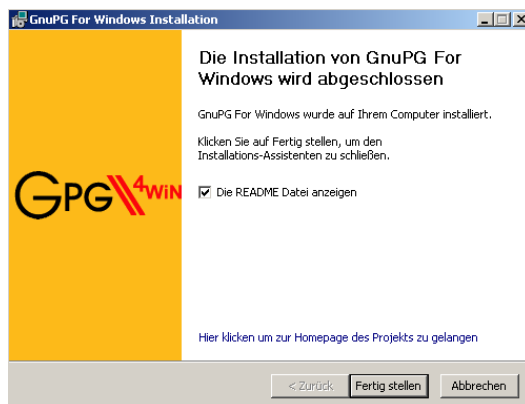 GnuPG For Windows Installation
Die Installation von GnuPG For
Windows wird abgeschlossen
GnuPG For Windows wurde auf Ihrem Computer installiert.
Klicken Sie auf Fertig stellen, um den
Installations-Assistenten zu schließen.
GPG4WiN
Die README Datei anzeigen
Hier klicken um zur Homepage des Projekts zu gelangen
< Zurück
Fertig stellen
Abbrechen